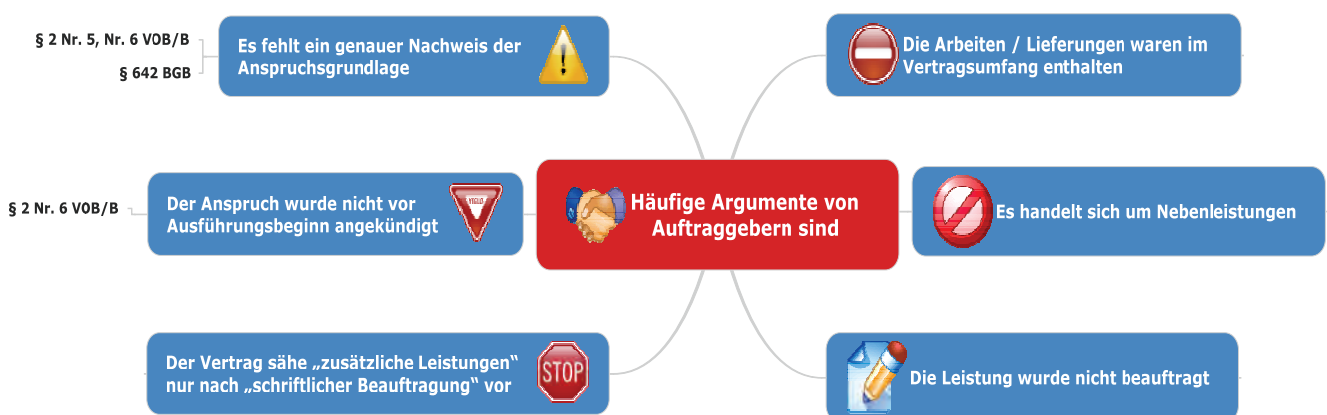 § 2 Nr. 5, Nr. 6 VOB/B
§ 642 BGB
Es fehlt ein genauer Nachweis der
Anspruchsgrundlage
Die Arbeiten / Lieferungen waren im
Vertragsumfang enthalten
§ 2 Nr. 6 VOB/B
Der Anspruch wurde nicht vor
Ausführungsbeginn angekündigt
YIELD
Häufige Argumente von
Auftraggebern sind
Es handelt sich um Nebenleistungen
Der Vertrag sähe „zusätzliche Leistungen“
nur nach „schriftlicher Beauftragung“ vor
STOP
Die Leistung wurde nicht beauftragt